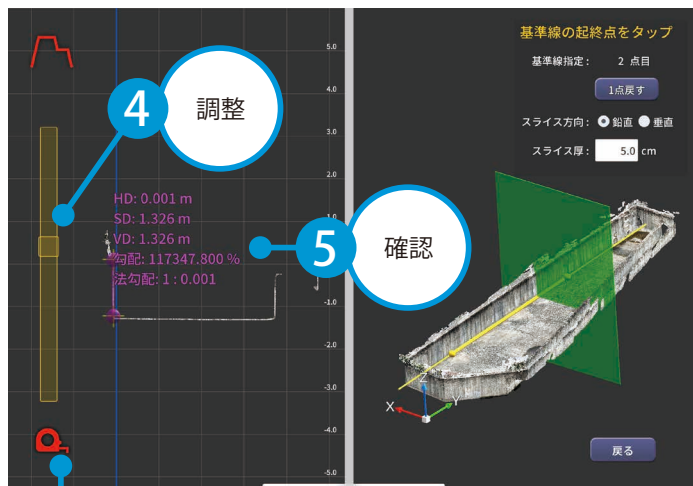 5.0
4.0
4 調整
3.0
2.0
HD: 0.001 m
SD: 1.326 m
1.0
VD: 1.326 m
5 確認
勾配: 117347.800 %
法勾配: 1 : 0.001
-1.0
-2.0
-3.0
-4.0
-5.0
基準線の起終点をタップ
基準線指定: 2 点目
1点戻す
スライス方向: 鉛直 垂直
スライス厚: 5.0 cm
Z
X
Y
戻る